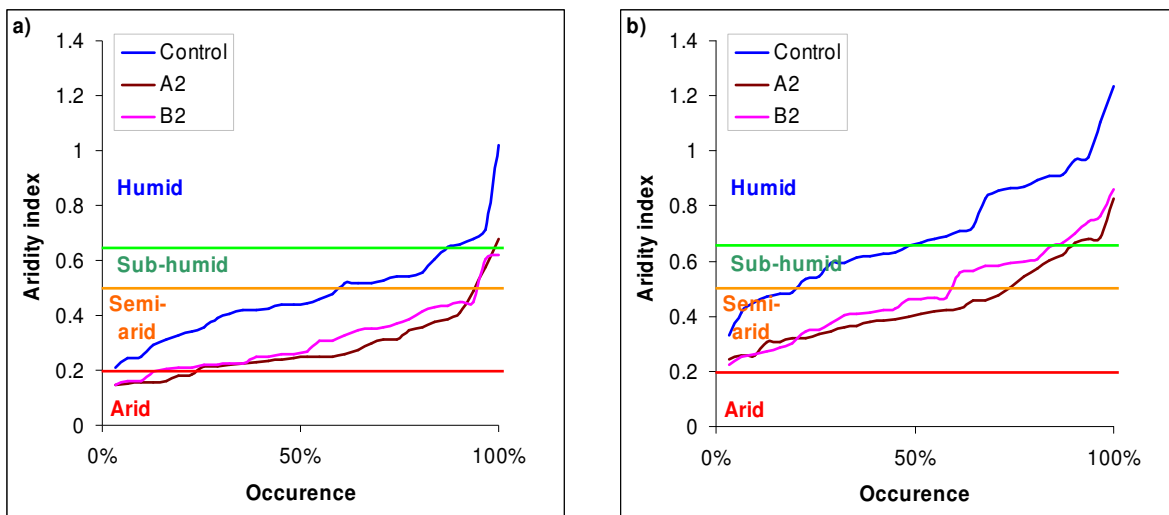 a)
1.4
1.2
1
0.8
0.6
0.4
0.2
0
Aridity index
Control
A2
B2
Humid
Sub-humid
Semi-
arid
Arid
0%
50%
100%
Occurence
b)
1.4
1.2
1
0.8
0.6
0.4
0.2
0
Aridity index
Control
A2
B2
Humid
Sub-humid
Semi-
arid
Arid
0%
50%
100%
Occurence